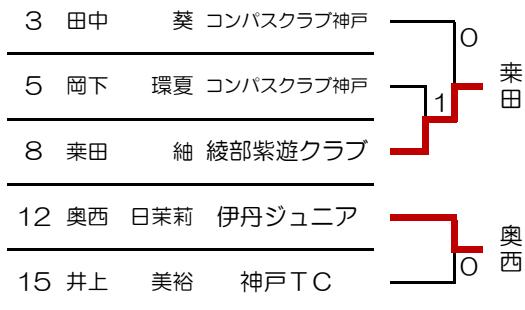 3 田中 葵 コンパスクラブ神戸
0
5 岡下 環夏 コンパスクラブ神戸
桒田
1
8 桒田 紬 綾部紫遊クラブ
12 奥西 日茉莉 伊丹ジュニア
奥西
0
15 井上 美裕 神戸TC